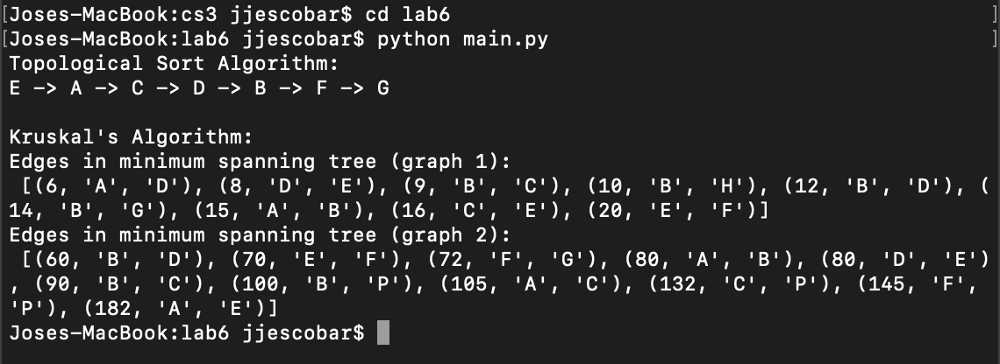 [Joses-MacBook:cs3 jjescobar$ cd lab6 ]
[Joses-MacBook:lab6 jjescobar$ python main.py ]
Topological Sort Algorithm:
E -> A -> C -> D -> B -> F -> G
Kruskal's Algorithm:
Edges in minimum spanning tree (graph 1):
[(6, 'A', 'D'), (8, 'D', 'E'), (9, 'B', 'C'), (10, 'B', 'H'), (12, 'B', 'D'), (
14, 'B', 'G'), (15, 'A', 'B'), (16, 'C', 'E'), (20, 'E', 'F')]
Edges in minimum spanning tree (graph 2):
[(60, 'B', 'D'), (70, 'E', 'F'), (72, 'F', 'G'), (80, 'A', 'B'), (80, 'D', 'E')
, (90, 'B', 'C'), (100, 'B', 'P'), (105, 'A', 'C'), (132, 'C', 'P'), (145, 'F',
'P'), (182, 'A', 'E')]
Joses-MacBook:lab6 jjescobar$